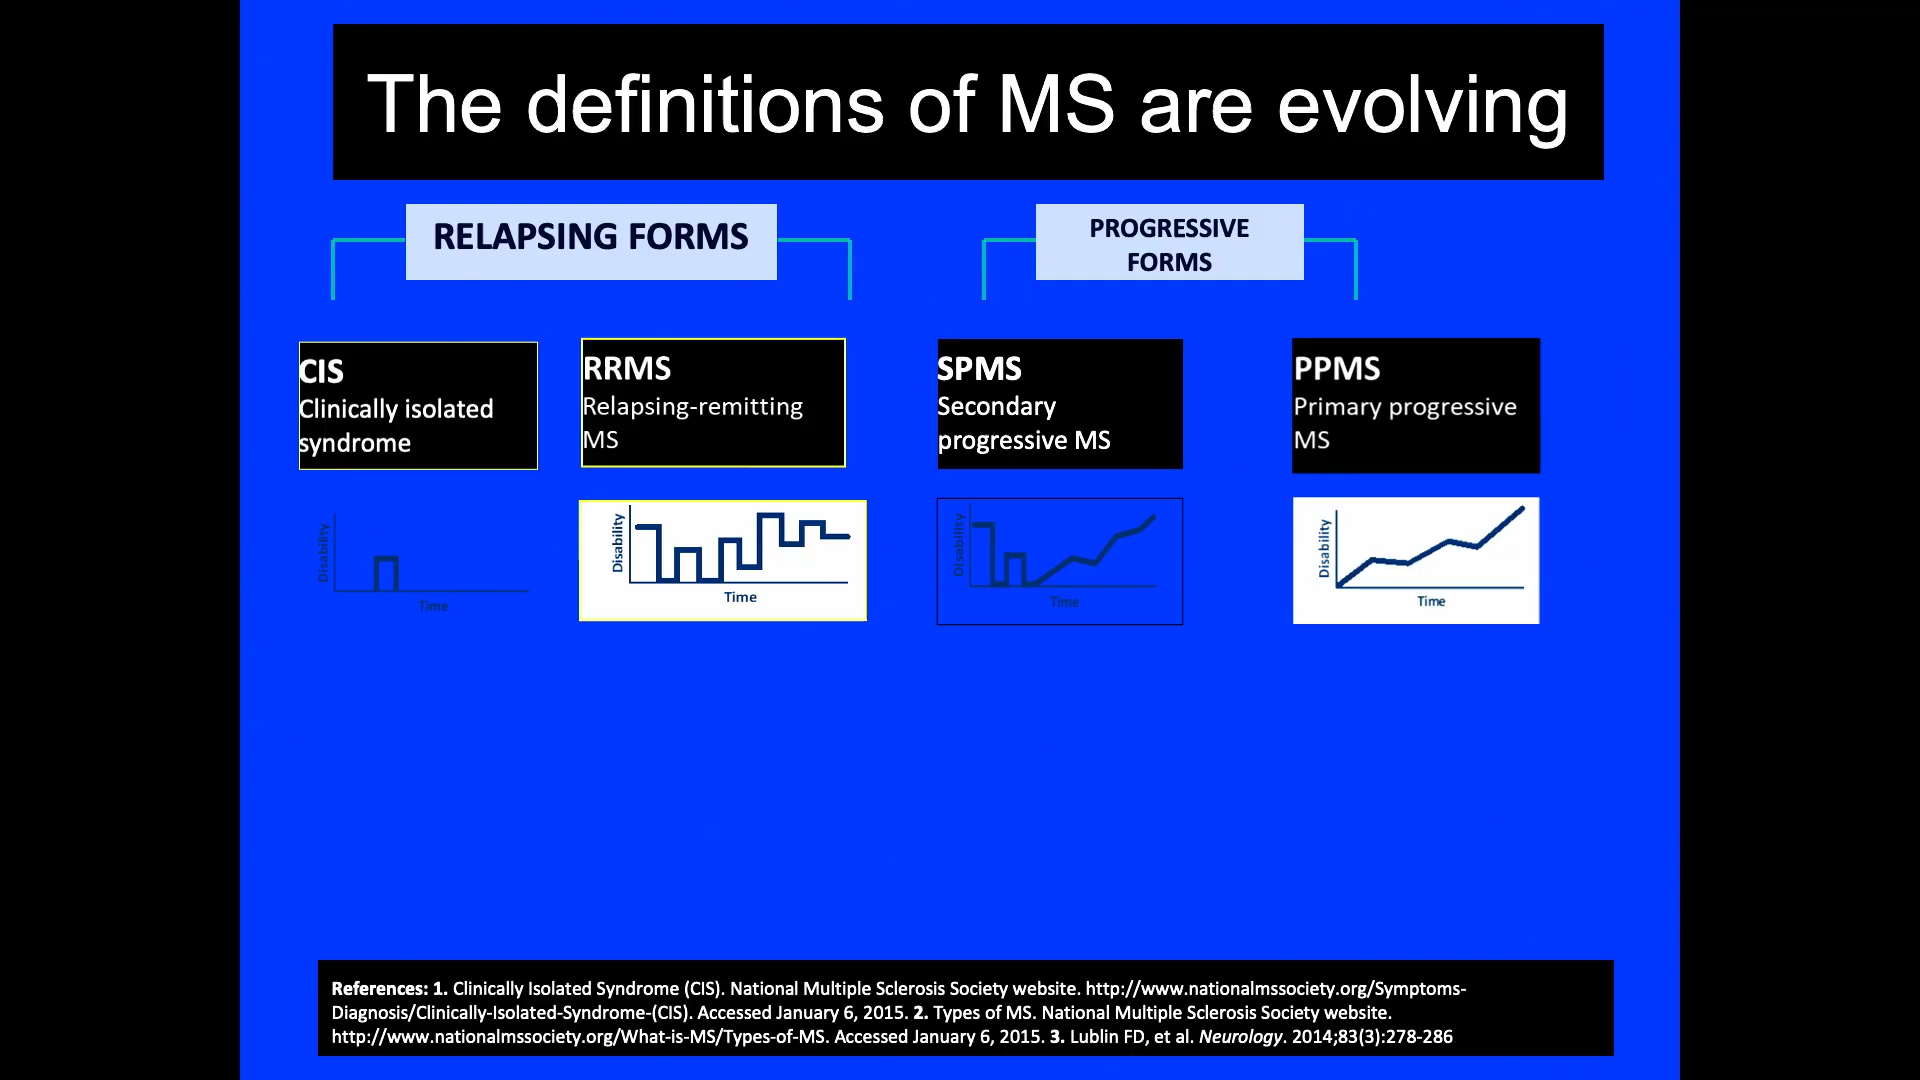 The definitions of MS are evolving
RELAPSING FORMS
PROGRESSIVE
FORMS
CIS
Clinically isolated
syndrome
RRMS
Relapsing-remitting
MS
SPMS
Secondary
progressive MS
PPMS
Primary progressive
MS
Disability
Time
Disability
Time
Disability
Time
Disability
Time
References: 1. Clinically Isolated Syndrome (CIS). National Multiple Sclerosis Society website. http://www.nationalmssociety.org/Symptoms-
Diagnosis/Clinically-Isolated-Syndrome-(CIS). Accessed January 6, 2015. 2. Types of MS. National Multiple Sclerosis Society website.
http://www.nationalmssociety.org/What-is-MS/Types-of-MS. Accessed January 6, 2015. 3. Lublin FD, et al. Neurology. 2014;83(3):278-286